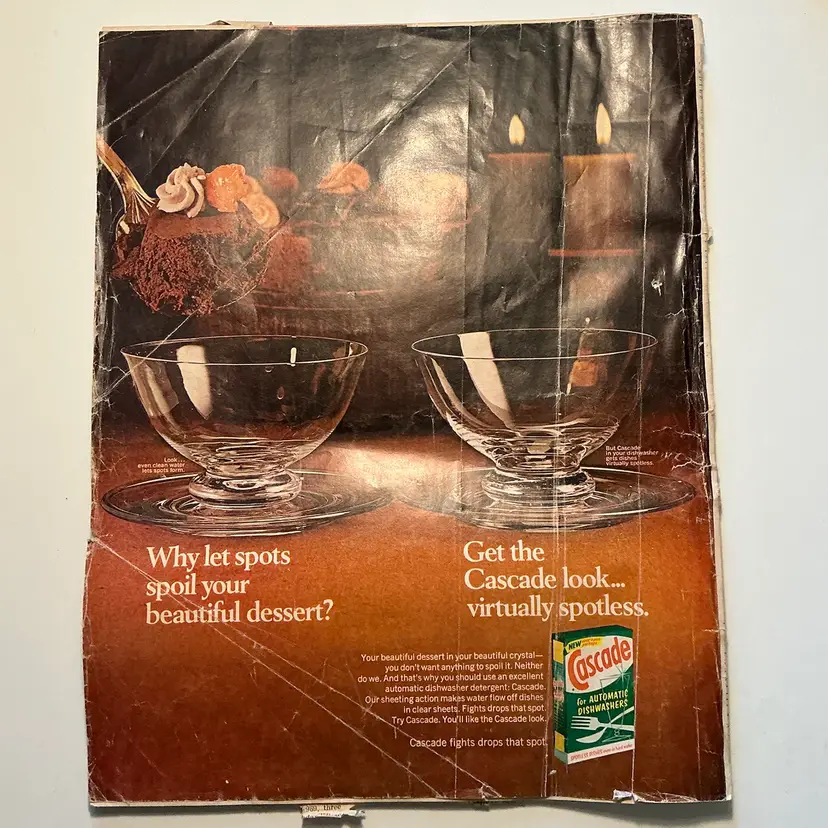 Look...
even clean water
lets spots form.
But Cascade
in your dishwasher
gets dishes
virtually spotless.
Why let spots
spoil your
beautiful dessert?
Get the
Cascade look...
virtually spotless.
Your beautiful dessert in your beautiful crystal—
you don't want anything to spoil it. Neither
do we. And that's why you should use an excellent
automatic dishwasher detergent: Cascade.
Our sheeting action makes water flow off dishes
in clear sheets. Fights drops that spot.
Try Cascade. You'll like the Cascade look.
Cascade fights drops that spot.
NEW
Cascade
for AUTOMATIC
DISHWASHERS
three